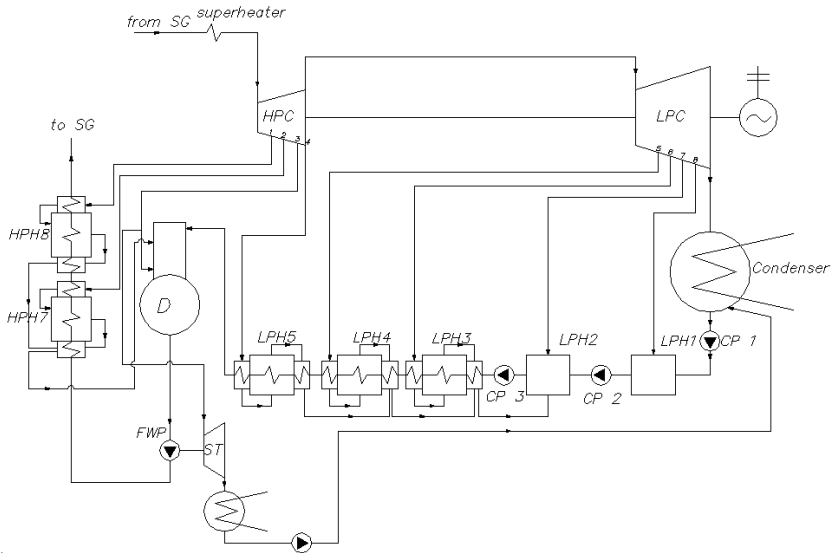 superheater
from SG
HPC
LPC
1 2 3 4
5 6 7 8
to SG
HPH8
D
Condenser
HPH7
LPH5
LPH4
LPH3
LPH2
LPH1
CP 1
CP 3
CP 2
FWP
ST